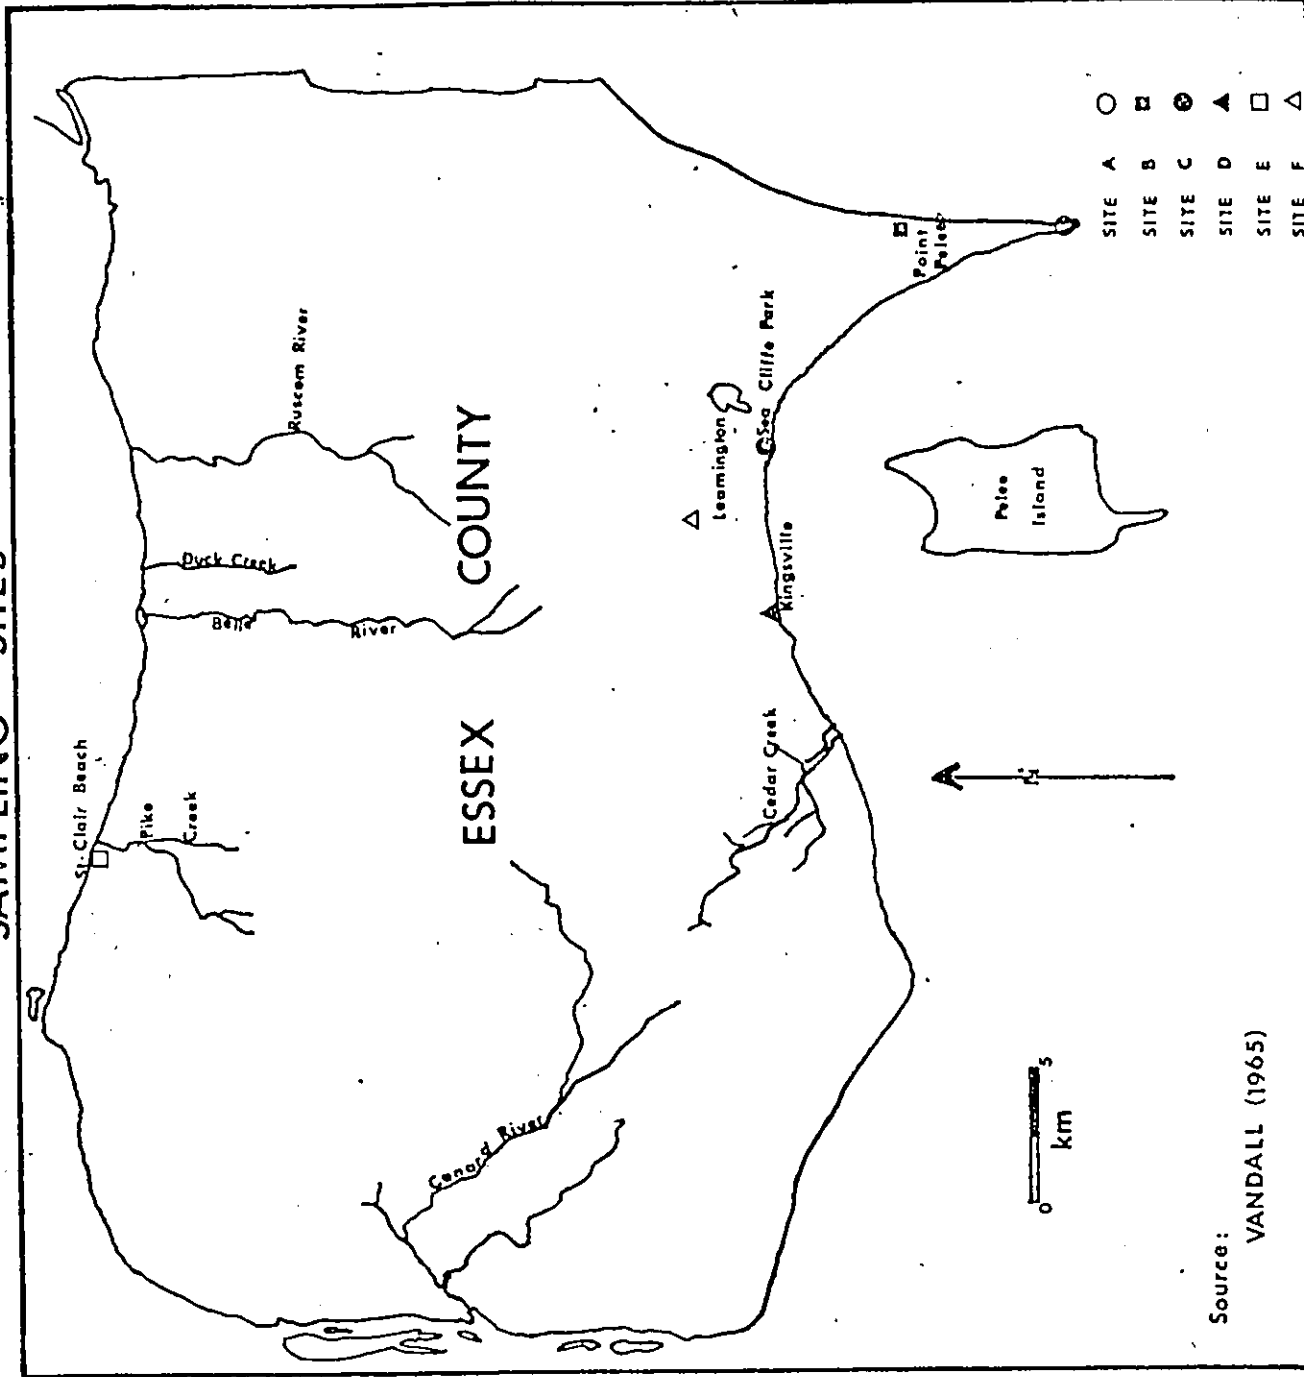 SAMPLING SITES
St. Clair Beach
Pike
Creek
Belle
River
Duck Creek
Ruscom River
ESSEX COUNTY
Canard River
Cedar Creek
Kingsville
Leamington
Sea Cliffe Park
Point
Pelee
Pelee
Island
N
0 5
km
SITE A
SITE B
SITE C
SITE D
SITE E
SITE F
Source:
VANDALL (1965)